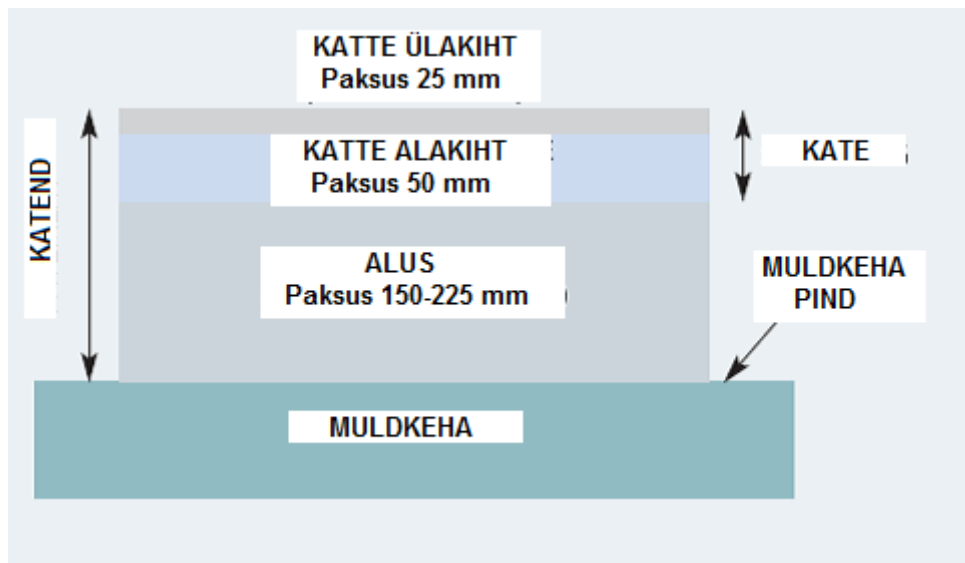 KATTE ÜLAKIHT
Paksus 25 mm
KATEND
KATTE ALAKIHT
Paksus 50 mm
KATE
ALUS
Paksus 150-225 mm
MULDKEHA
PIND
MULDKEHA